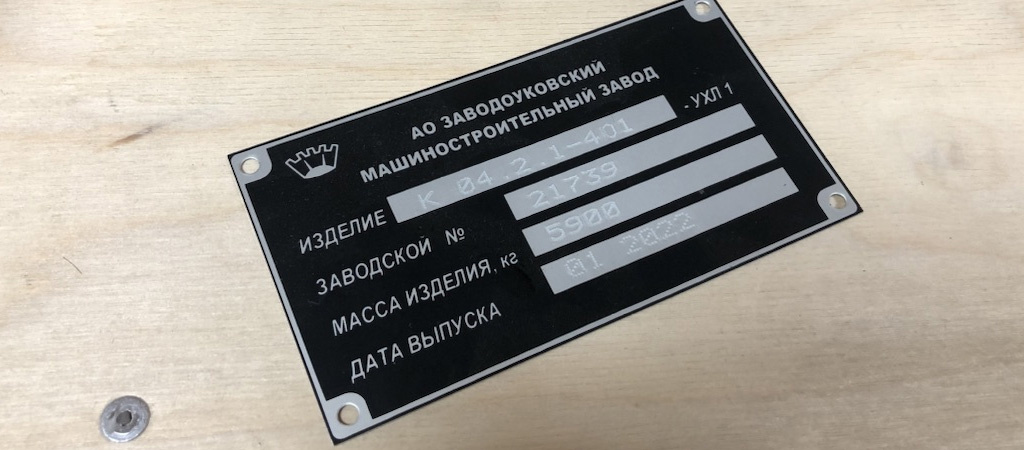 АО ЗАВОДОУКОВСКИЙ
МАШИНОСТРОИТЕЛЬНЫЙ ЗАВОД
ИЗДЕЛИЕ К 04.2.1-401 -УХЛ 1
ЗАВОДСКОЙ № 21739
МАССА ИЗДЕЛИЯ, кг 5900
ДАТА ВЫПУСКА 01 2022